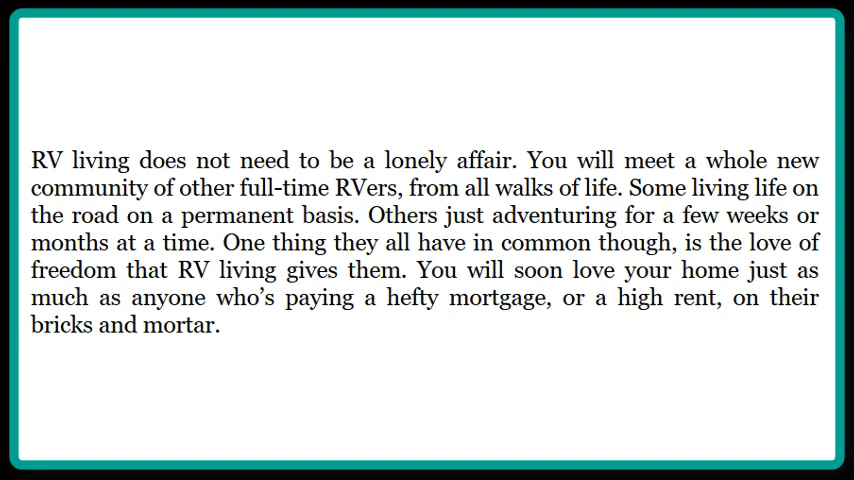 RV living does not need to be a lonely affair. You will meet a whole new
community of other full-time RVers, from all walks of life. Some living life on
the road on a permanent basis. Others just adventuring for a few weeks or
months at a time. One thing they all have in common though, is the love of
freedom that RV living gives them. You will soon love your home just as
much as anyone who’s paying a hefty mortgage, or a high rent, on their
bricks and mortar.